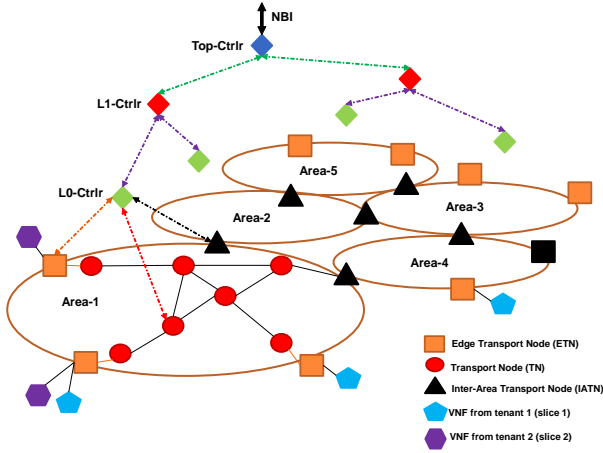 NBI
Top-Ctrlr
L1-Ctrlr
Area-5
L0-Ctrlr
Area-2
Area-3
Area-4
Area-1
Edge Transport Node (ETN)
Transport Node (TN)
Inter-Area Transport Node (IATN)
VNF from tenant 1 (slice 1)
VNF from tenant 2 (slice 2)